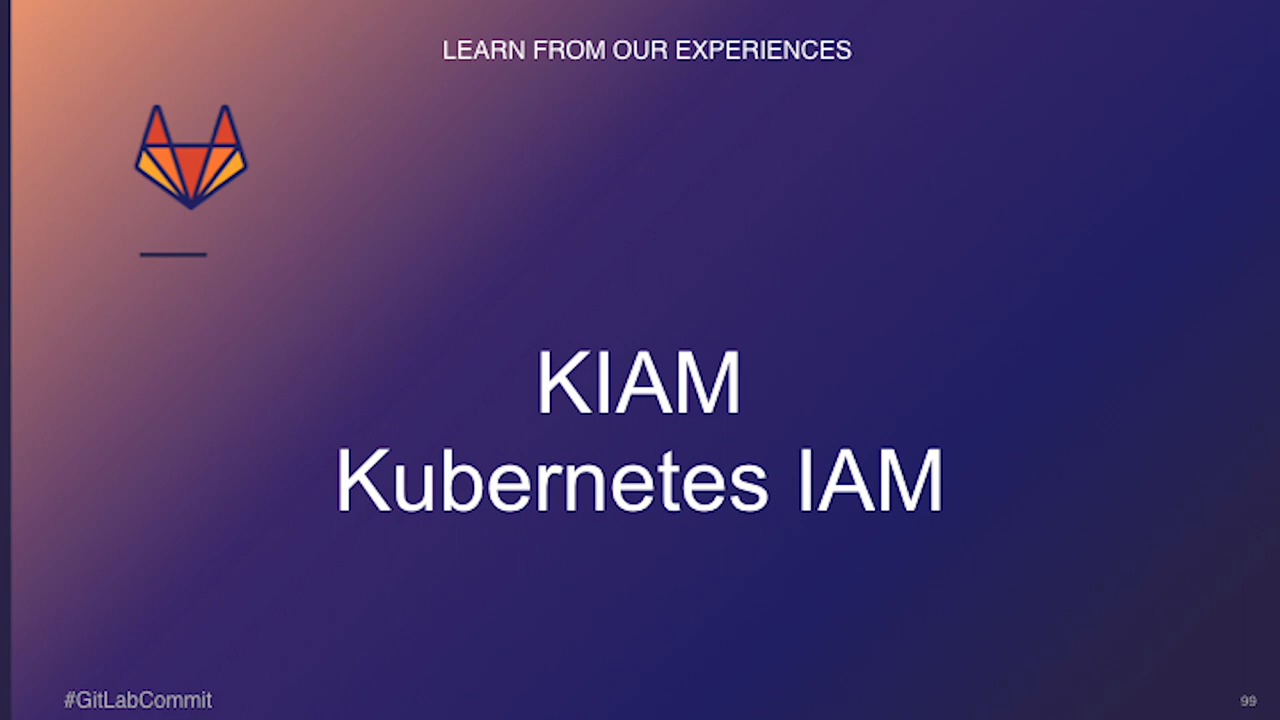 LEARN FROM OUR EXPERIENCES
KIAM
Kubernetes IAM
#GitLabCommit
99